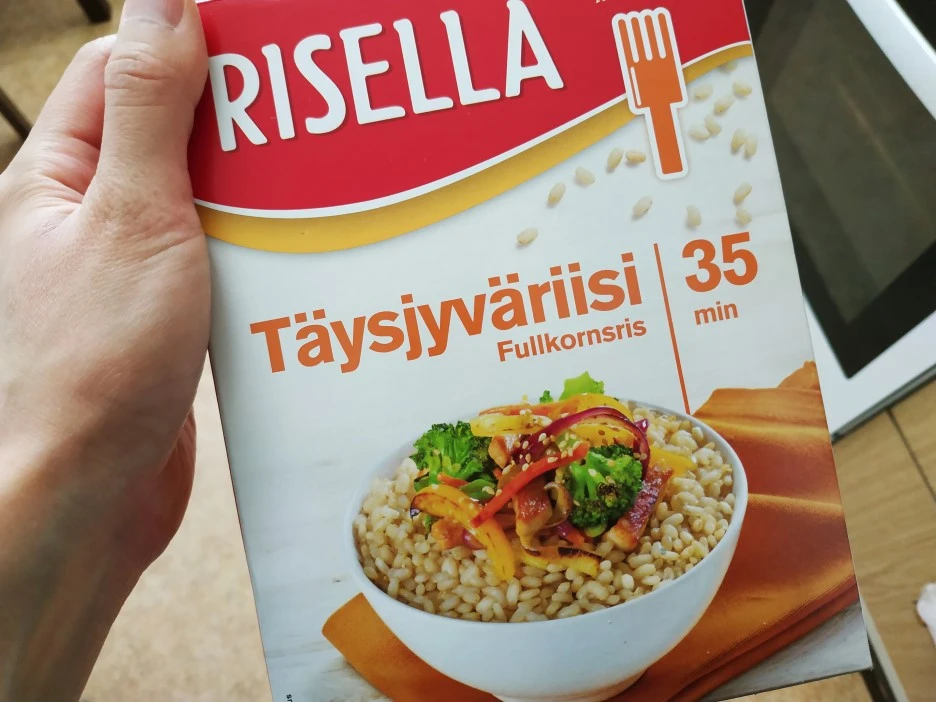 RISELLA
Täysjyväriisi
Fullkornsris
35
min